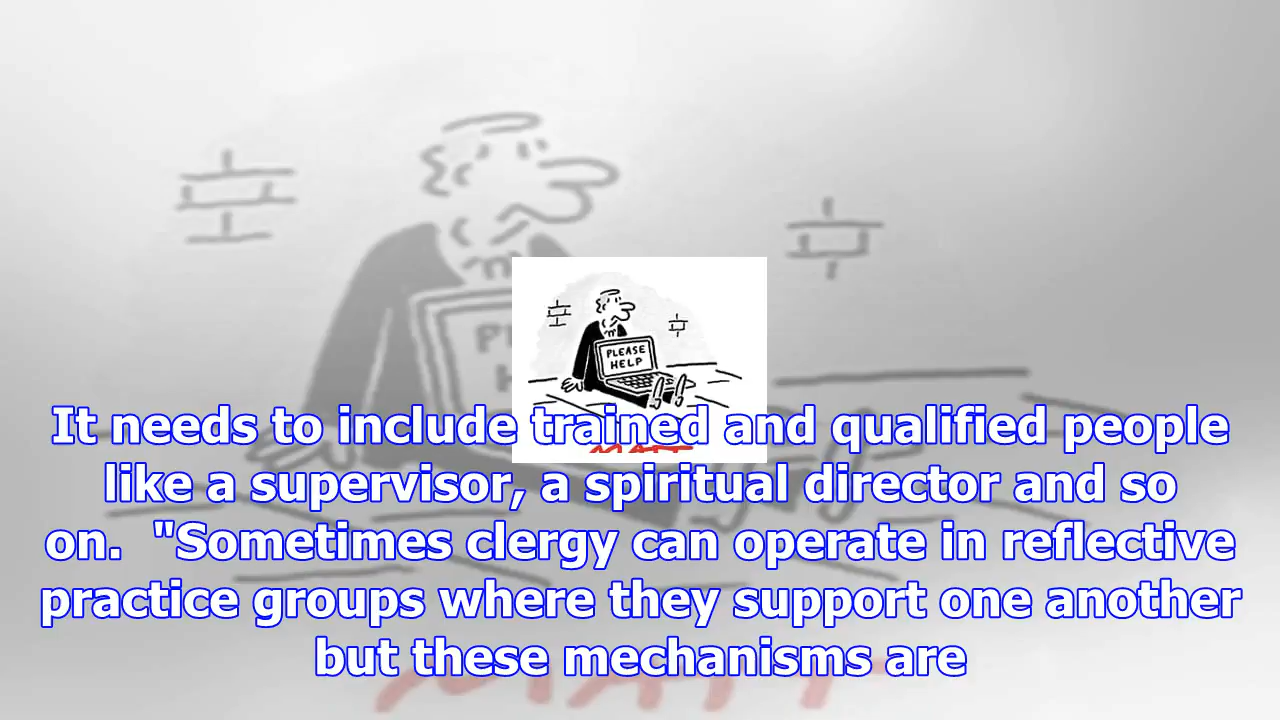 PLEASE
HELP
It needs to include trained and qualified people
like a supervisor, a spiritual director and so
on.  "Sometimes clergy can operate in reflective
practice groups where they support one another
but these mechanisms are
MATT